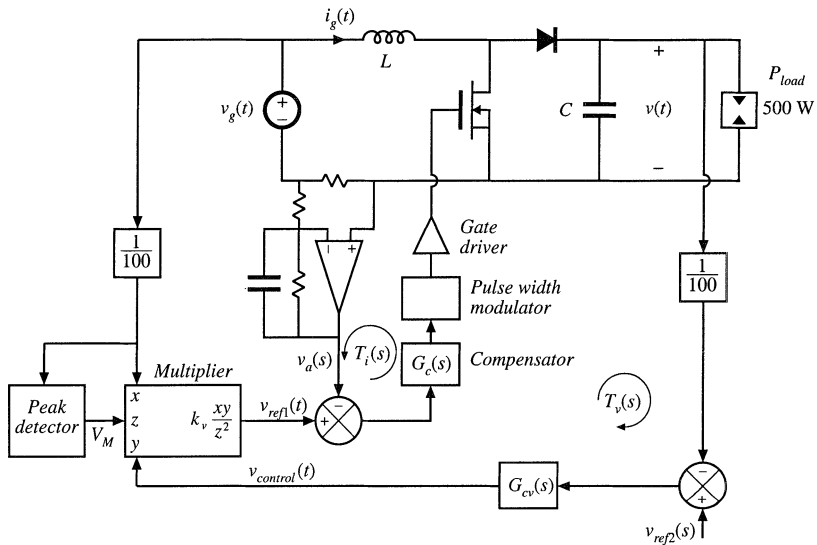 i_g(t)
L
v_g(t)
+
−
C
+
v(t)
−
P_load
500 W
1/100
− +
Gate
driver
Pulse width
modulator
1/100
v_a(s)
T_i(s)
G_c(s)
Compensator
Multiplier
Peak
detector
V_M
x
z
y
k_v xy/z²
v_ref1(t)
−
+
T_v(s)
v_control(t)
G_cv(s)
−
+
v_ref2(s)